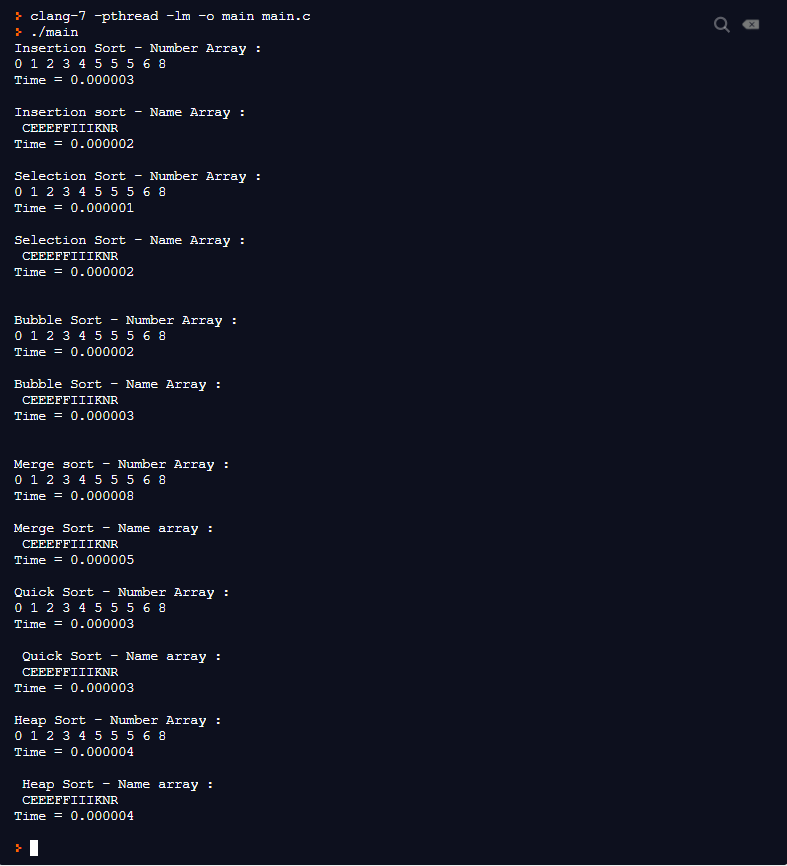 > clang-7 -pthread -lm -o main main.c
> ./main
Insertion Sort - Number Array :
0 1 2 3 4 5 5 5 6 8
Time = 0.000003

Insertion sort - Name Array :
 CEEEFFIIIKNR
Time = 0.000002

Selection Sort - Number Array :
0 1 2 3 4 5 5 5 6 8
Time = 0.000001

Selection Sort - Name Array :
 CEEEFFIIIKNR
Time = 0.000002


Bubble Sort - Number Array :
0 1 2 3 4 5 5 5 6 8
Time = 0.000002

Bubble Sort - Name Array :
 CEEEFFIIIKNR
Time = 0.000003


Merge sort - Number Array :
0 1 2 3 4 5 5 5 6 8
Time = 0.000008

Merge Sort - Name array :
 CEEEFFIIIKNR
Time = 0.000005

Quick Sort - Number Array :
0 1 2 3 4 5 5 5 6 8
Time = 0.000003

 Quick Sort - Name array :
 CEEEFFIIIKNR
Time = 0.000003

Heap Sort - Number Array :
0 1 2 3 4 5 5 5 6 8
Time = 0.000004

 Heap Sort - Name array :
 CEEEFFIIIKNR
Time = 0.000004

>